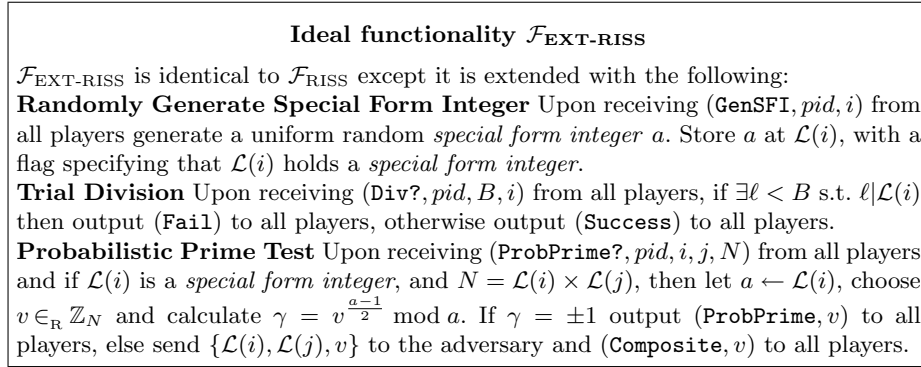 Ideal functionality F_EXT-RISS
F_EXT-RISS is identical to F_RISS except it is extended with the following:
Randomly Generate Special Form Integer Upon receiving (GenSFI, pid, i) from
all players generate a uniform random special form integer a. Store a at L(i), with a
flag specifying that L(i) holds a special form integer.
Trial Division Upon receiving (Div?, pid, B, i) from all players, if ∃ℓ < B s.t. ℓ|L(i)
then output (Fail) to all players, otherwise output (Success) to all players.
Probabilistic Prime Test Upon receiving (ProbPrime?, pid, i, j, N) from all players
and if L(i) is a special form integer, and N = L(i) × L(j), then let a ← L(i), choose
v ∈_R ℤ_N and calculate γ = v^{(a−1)/2} mod a. If γ = ±1 output (ProbPrime, v) to all
players, else send {L(i), L(j), v} to the adversary and (Composite, v) to all players.